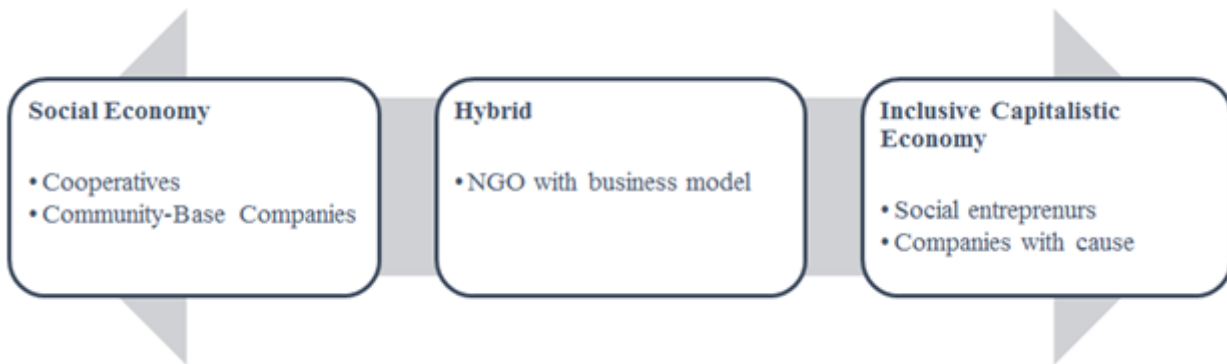 Social Economy
• Cooperatives
• Community-Base Companies
Hybrid
• NGO with business model
Inclusive Capitalistic
Economy
• Social entreprenurs
• Companies with cause